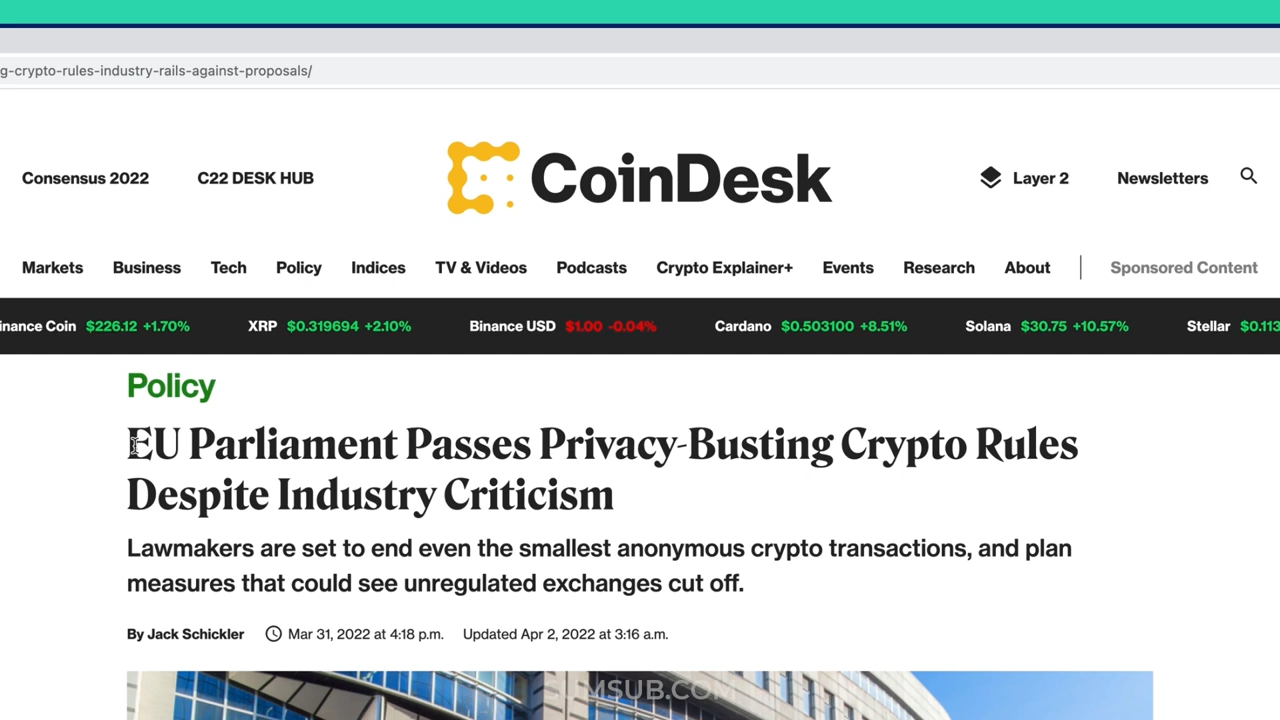 g-crypto-rules-industry-rails-against-proposals/
Consensus 2022 C22 DESK HUB CoinDesk Layer 2 Newsletters
Markets Business Tech Policy Indices TV & Videos Podcasts Crypto Explainer+ Events Research About Sponsored Content
inance Coin $226.12 +1.70% XRP $0.319694 +2.10% Binance USD $1.00 -0.04% Cardano $0.503100 +8.51% Solana $30.75 +10.57% Stellar $0.113
Policy
EU Parliament Passes Privacy-Busting Crypto Rules
Despite Industry Criticism
Lawmakers are set to end even the smallest anonymous crypto transactions, and plan
measures that could see unregulated exchanges cut off.
By Jack Schickler Mar 31, 2022 at 4:18 p.m. Updated Apr 2, 2022 at 3:16 a.m.
SUMSUB.COM